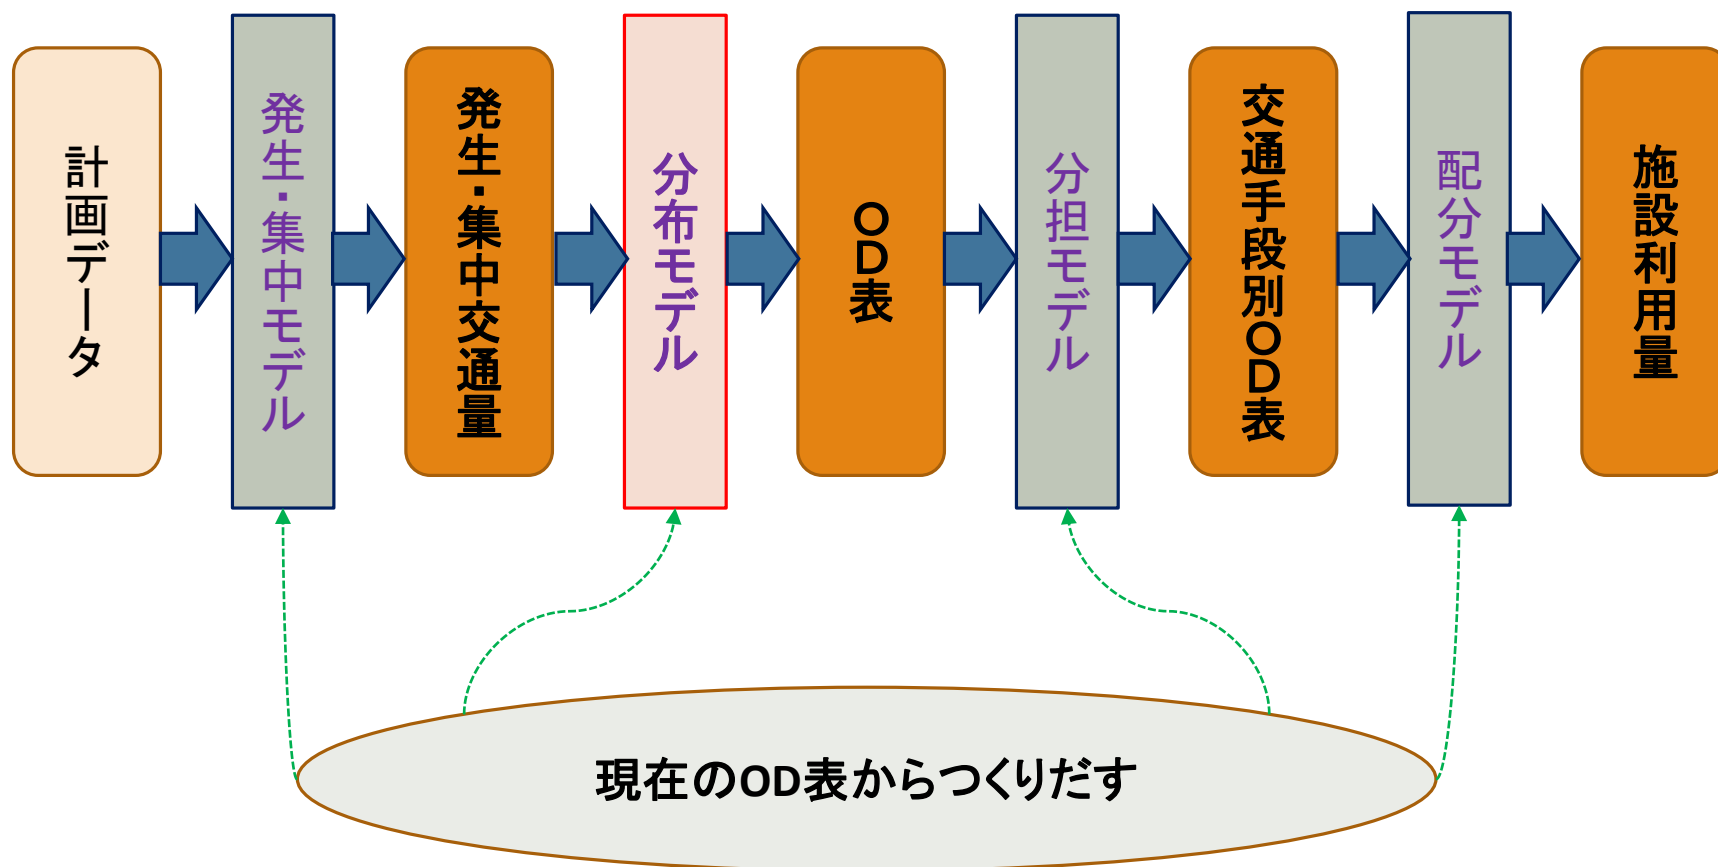 計画データ
発生・集中モデル
発生・集中交通量
分布モデル
ＯＤ表
分担モデル
交通手段別ＯＤ表
配分モデル
施設利用量
現在のOD表からつくりだす